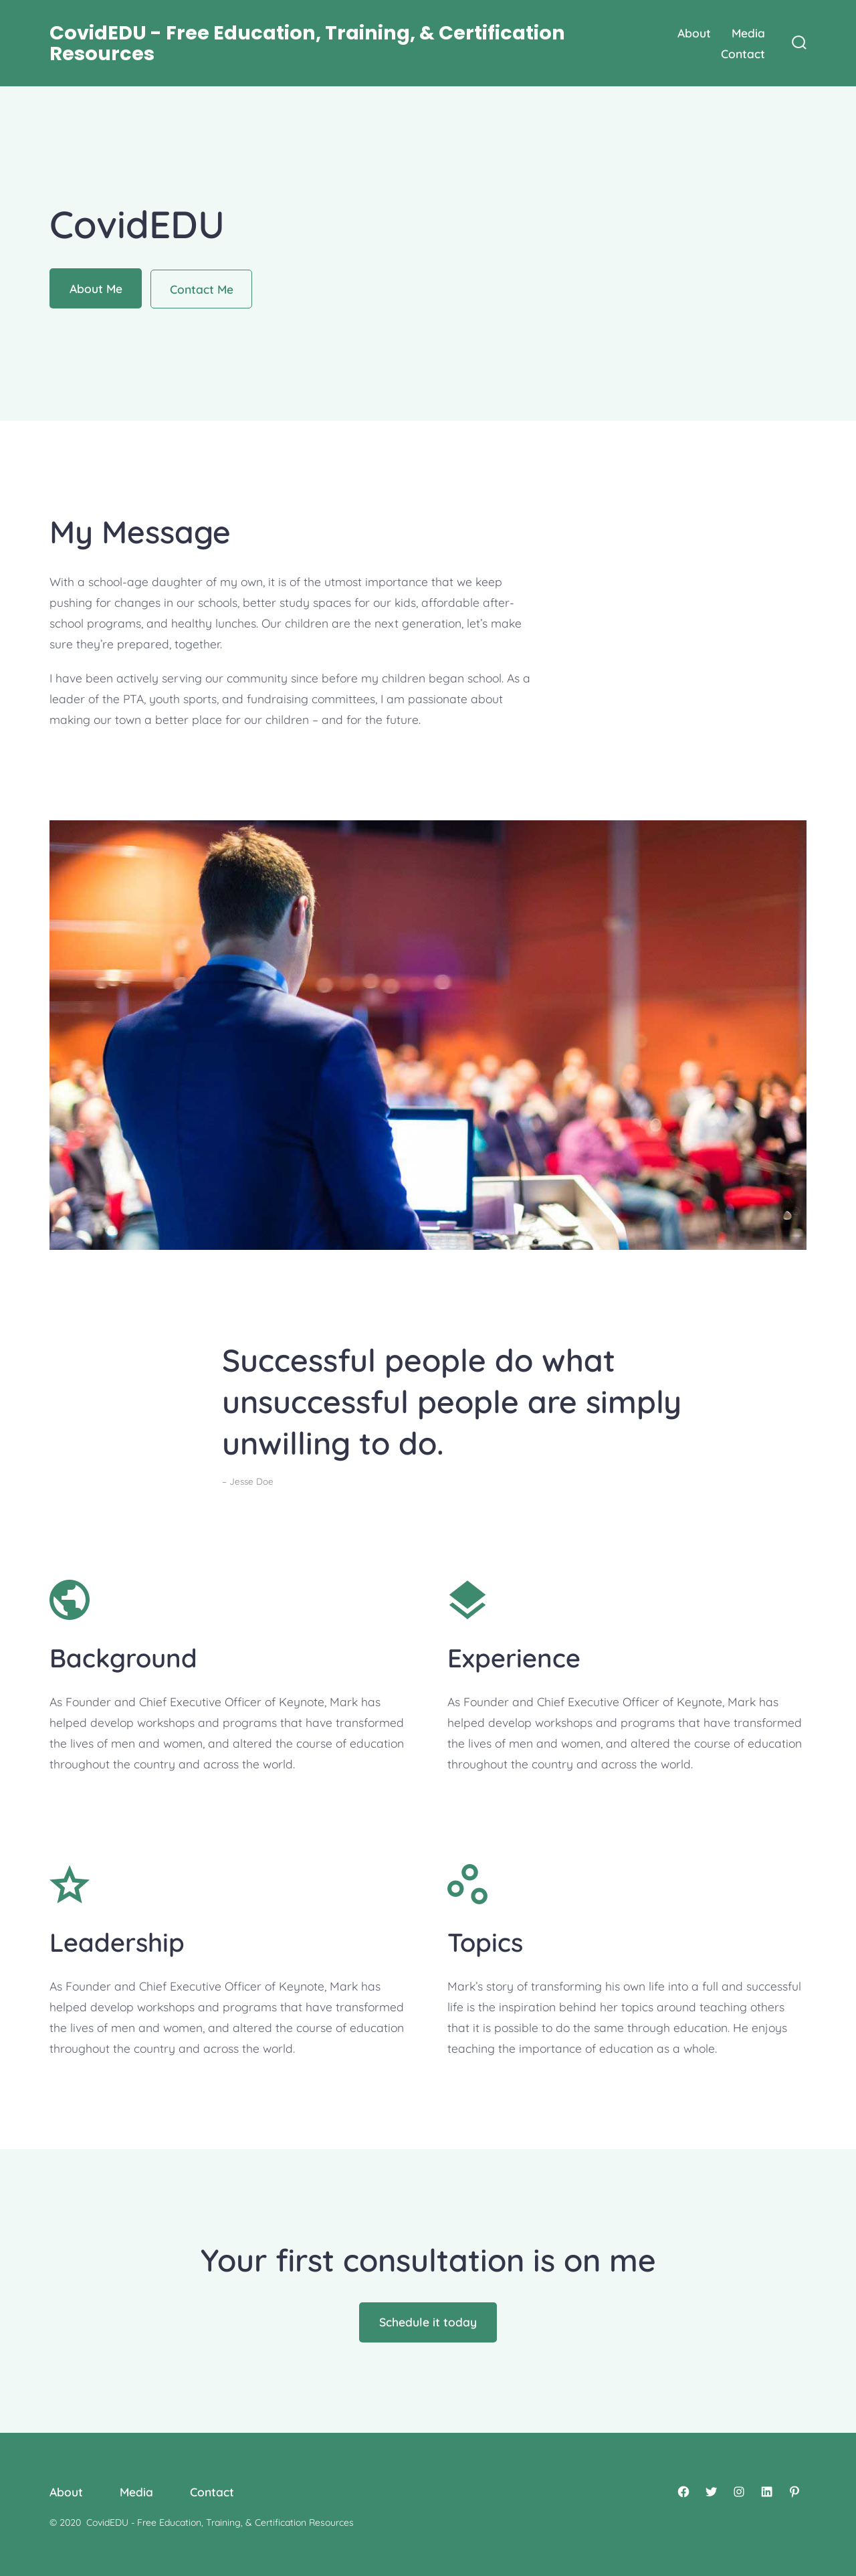 CovidEDU - Free Education, Training, & Certification
Resources
About Media
Contact
CovidEDU
About Me Contact Me
My Message
With a school-age daughter of my own, it is of the utmost importance that we keep
pushing for changes in our schools, better study spaces for our kids, affordable after-
school programs, and healthy lunches. Our children are the next generation, let’s make
sure they’re prepared, together.
I have been actively serving our community since before my children began school. As a
leader of the PTA, youth sports, and fundraising committees, I am passionate about
making our town a better place for our children – and for the future.
Successful people do what
unsuccessful people are simply
unwilling to do.
– Jesse Doe
Background
As Founder and Chief Executive Officer of Keynote, Mark has
helped develop workshops and programs that have transformed
the lives of men and women, and altered the course of education
throughout the country and across the world.
Experience
As Founder and Chief Executive Officer of Keynote, Mark has
helped develop workshops and programs that have transformed
the lives of men and women, and altered the course of education
throughout the country and across the world.
Leadership
As Founder and Chief Executive Officer of Keynote, Mark has
helped develop workshops and programs that have transformed
the lives of men and women, and altered the course of education
throughout the country and across the world.
Topics
Mark’s story of transforming his own life into a full and successful
life is the inspiration behind her topics around teaching others
that it is possible to do the same through education. He enjoys
teaching the importance of education as a whole.
Your first consultation is on me
Schedule it today
About Media Contact
© 2020 CovidEDU - Free Education, Training, & Certification Resources